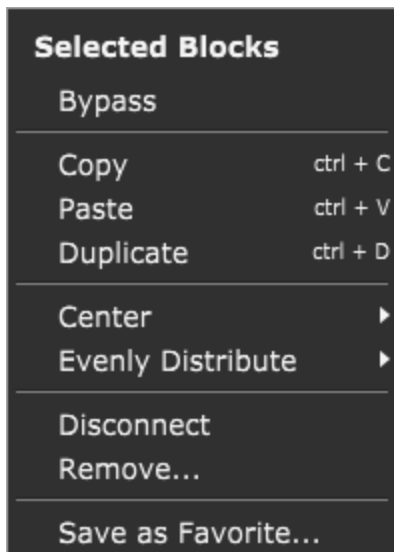 Selected Blocks
Bypass
Copy ctrl + C
Paste ctrl + V
Duplicate ctrl + D
Center
Evenly Distribute
Disconnect
Remove...
Save as Favorite...